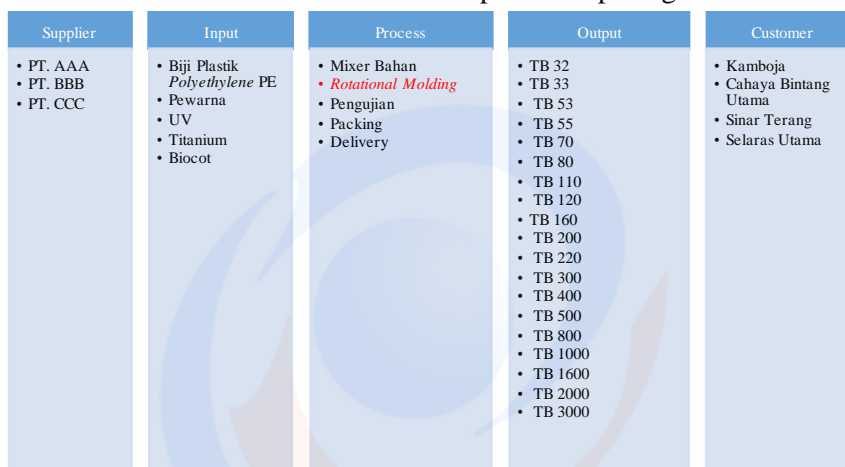 Supplier
• PT. AAA
• PT. BBB
• PT. CCC
Input
• Biji Plastik
Polyethylene PE
• Pewarna
• UV
• Titanium
• Biocot
Process
• Mixer Bahan
• Rotational Molding
• Pengujian
• Packing
• Delivery
Output
• TB 32
• TB 33
• TB 53
• TB 55
• TB 70
• TB 80
• TB 110
• TB 120
• TB 160
• TB 200
• TB 220
• TB 300
• TB 400
• TB 500
• TB 800
• TB 1000
• TB 1600
• TB 2000
• TB 3000
Customer
• Kamboja
• Cahaya Bintang
Utama
• Sinar Terang
• Selaras Utama